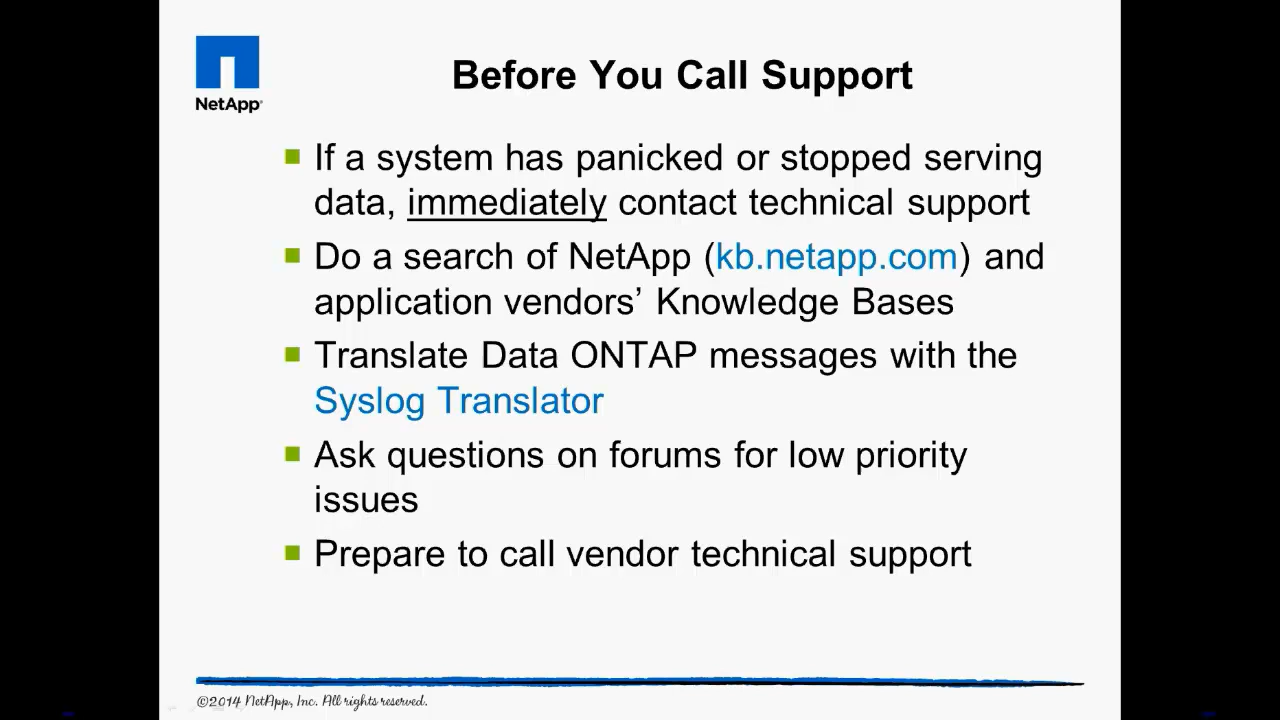 NetApp®
Before You Call Support
If a system has panicked or stopped serving
data, immediately contact technical support
Do a search of NetApp (kb.netapp.com) and
application vendors’ Knowledge Bases
Translate Data ONTAP messages with the
Syslog Translator
Ask questions on forums for low priority
issues
Prepare to call vendor technical support
©2014 NetApp, Inc. All rights reserved.